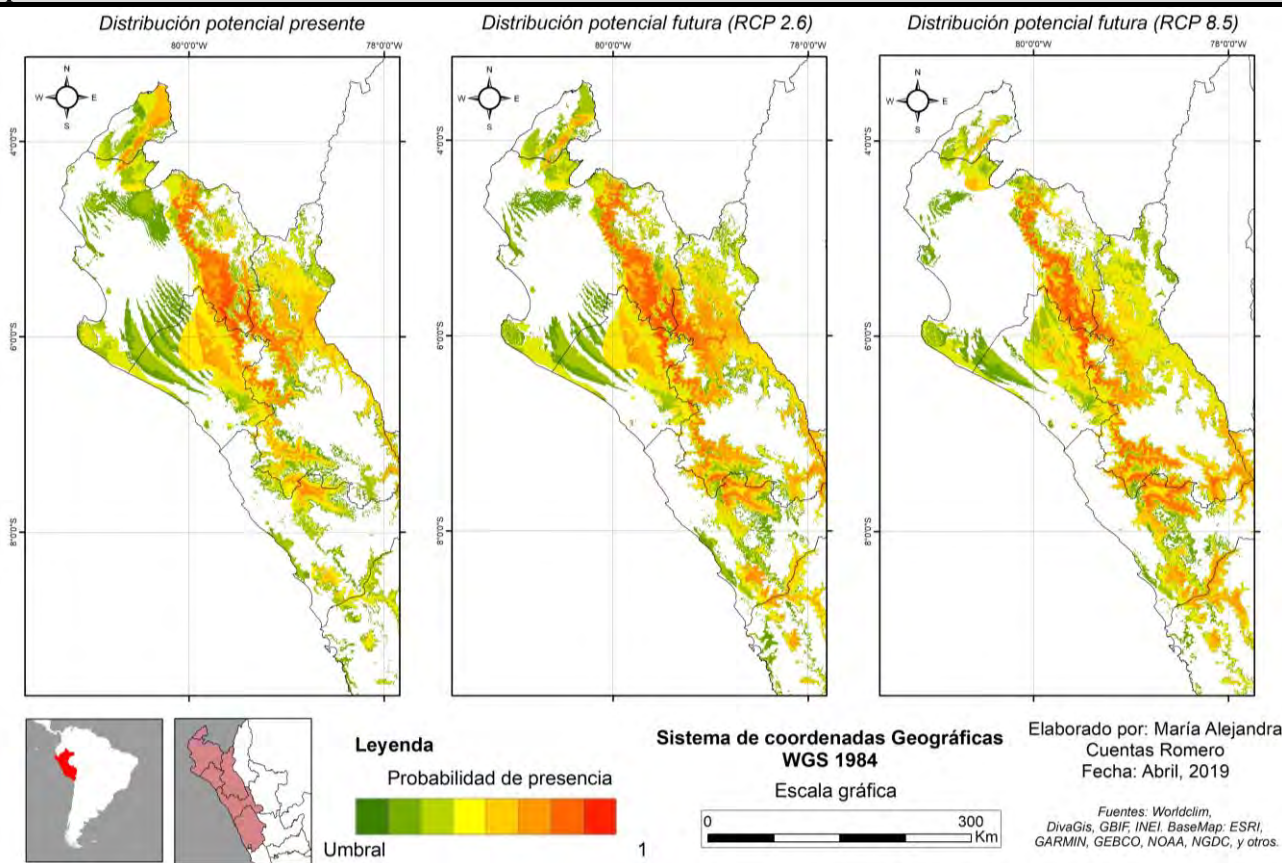 Distribución potencial presente
Distribución potencial futura (RCP 2.6)
Distribución potencial futura (RCP 8.5)
80°0'0"W
78°0'0"W
80°0'0"W
78°0'0"W
80°0'0"W
78°0'0"W
N
W
E
S
N
W
E
S
N
W
E
S
4°0'0"S
4°0'0"S
4°0'0"S
6°0'0"S
6°0'0"S
6°0'0"S
8°0'0"S
8°0'0"S
8°0'0"S
Leyenda
Probabilidad de presencia
Umbral
1
Sistema de coordenadas Geográficas
WGS 1984
Escala gráfica
0
300
Km
Elaborado por: María Alejandra
Cuentas Romero
Fecha: Abril, 2019
Fuentes: Worldclim,
DivaGis, GBIF, INEI. BaseMap: ESRI,
GARMIN, GEBCO, NOAA, NGDC, y otros.